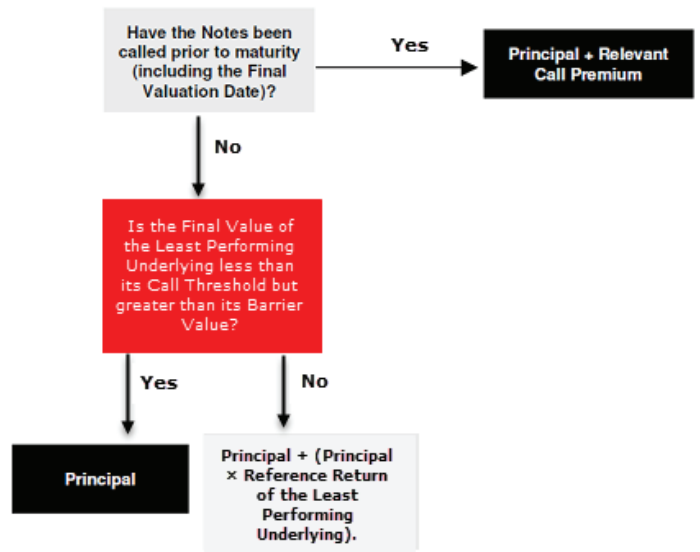 Have the Notes been
called prior to maturity
(including the Final
Valuation Date)?
Yes
Principal + Relevant
Call Premium
No
Is the Final Value of
the Least Performing
Underlying less than
its Call Threshold but
greater than its Barrier
Value?
Yes
No
Principal
Principal + (Principal
× Reference Return
of the Least
Performing
Underlying).